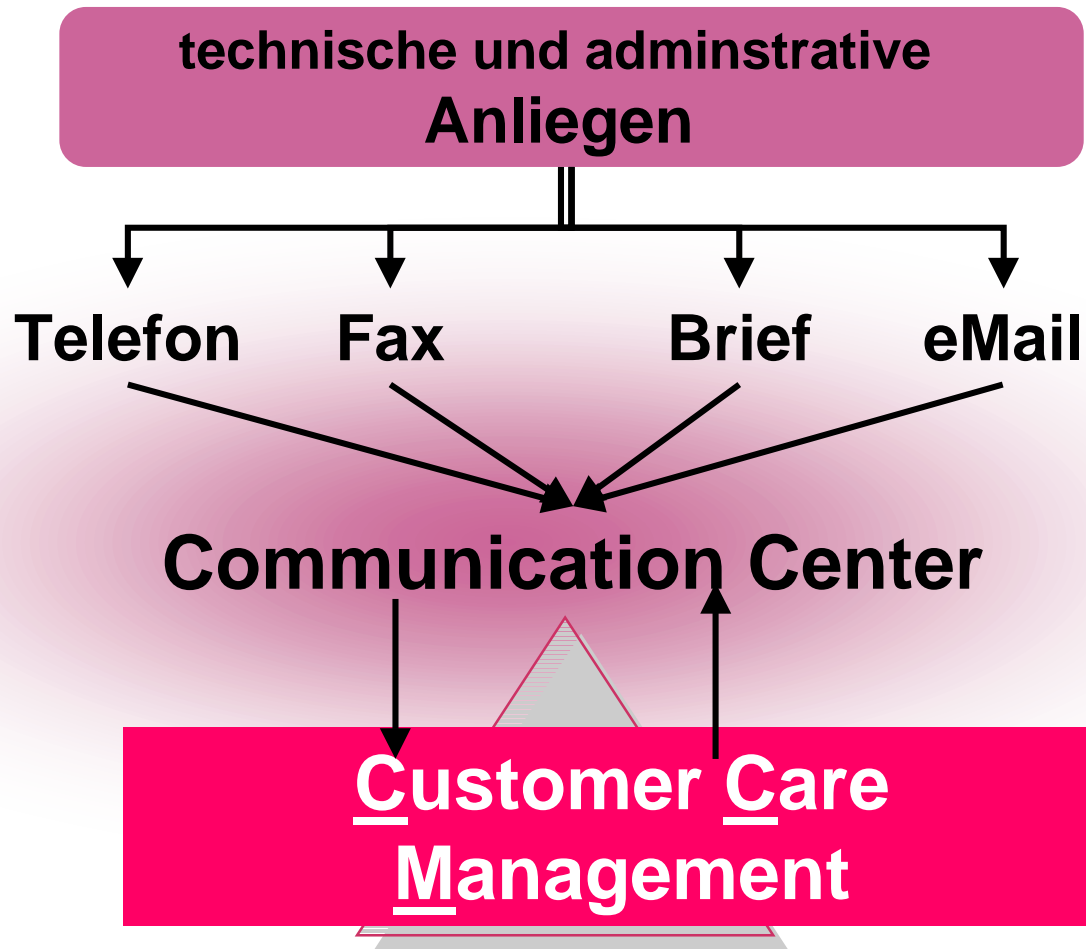 technische und adminstrative
Anliegen
Telefon Fax Brief eMail
Communication Center
Customer Care
Management